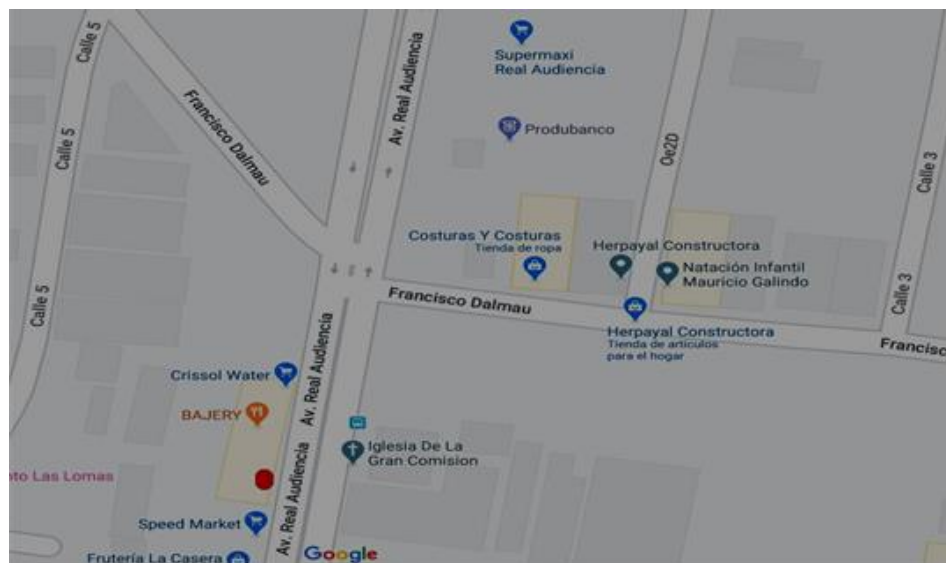 Calle 5
Supermaxi
Real Audiencia
Av. Real Audiencia
Francisco Dalmau
Produbanco
Calle 5
Oe2D
Calle 3
Costuras Y Costuras
Tienda de ropa
Herpayal Constructora
Natación Infantil
Mauricio Galindo
Calle 5
Francisco Dalmau
Calle 3
Herpayal Constructora
Tienda de artículos
para el hogar
Francisc
Av. Real Audiencia
Crissol Water
BAJERY
Iglesia De La
Gran Comision
to Las Lomas
Av. Real Audiencia
Speed Market
Frutería La Casera
Google